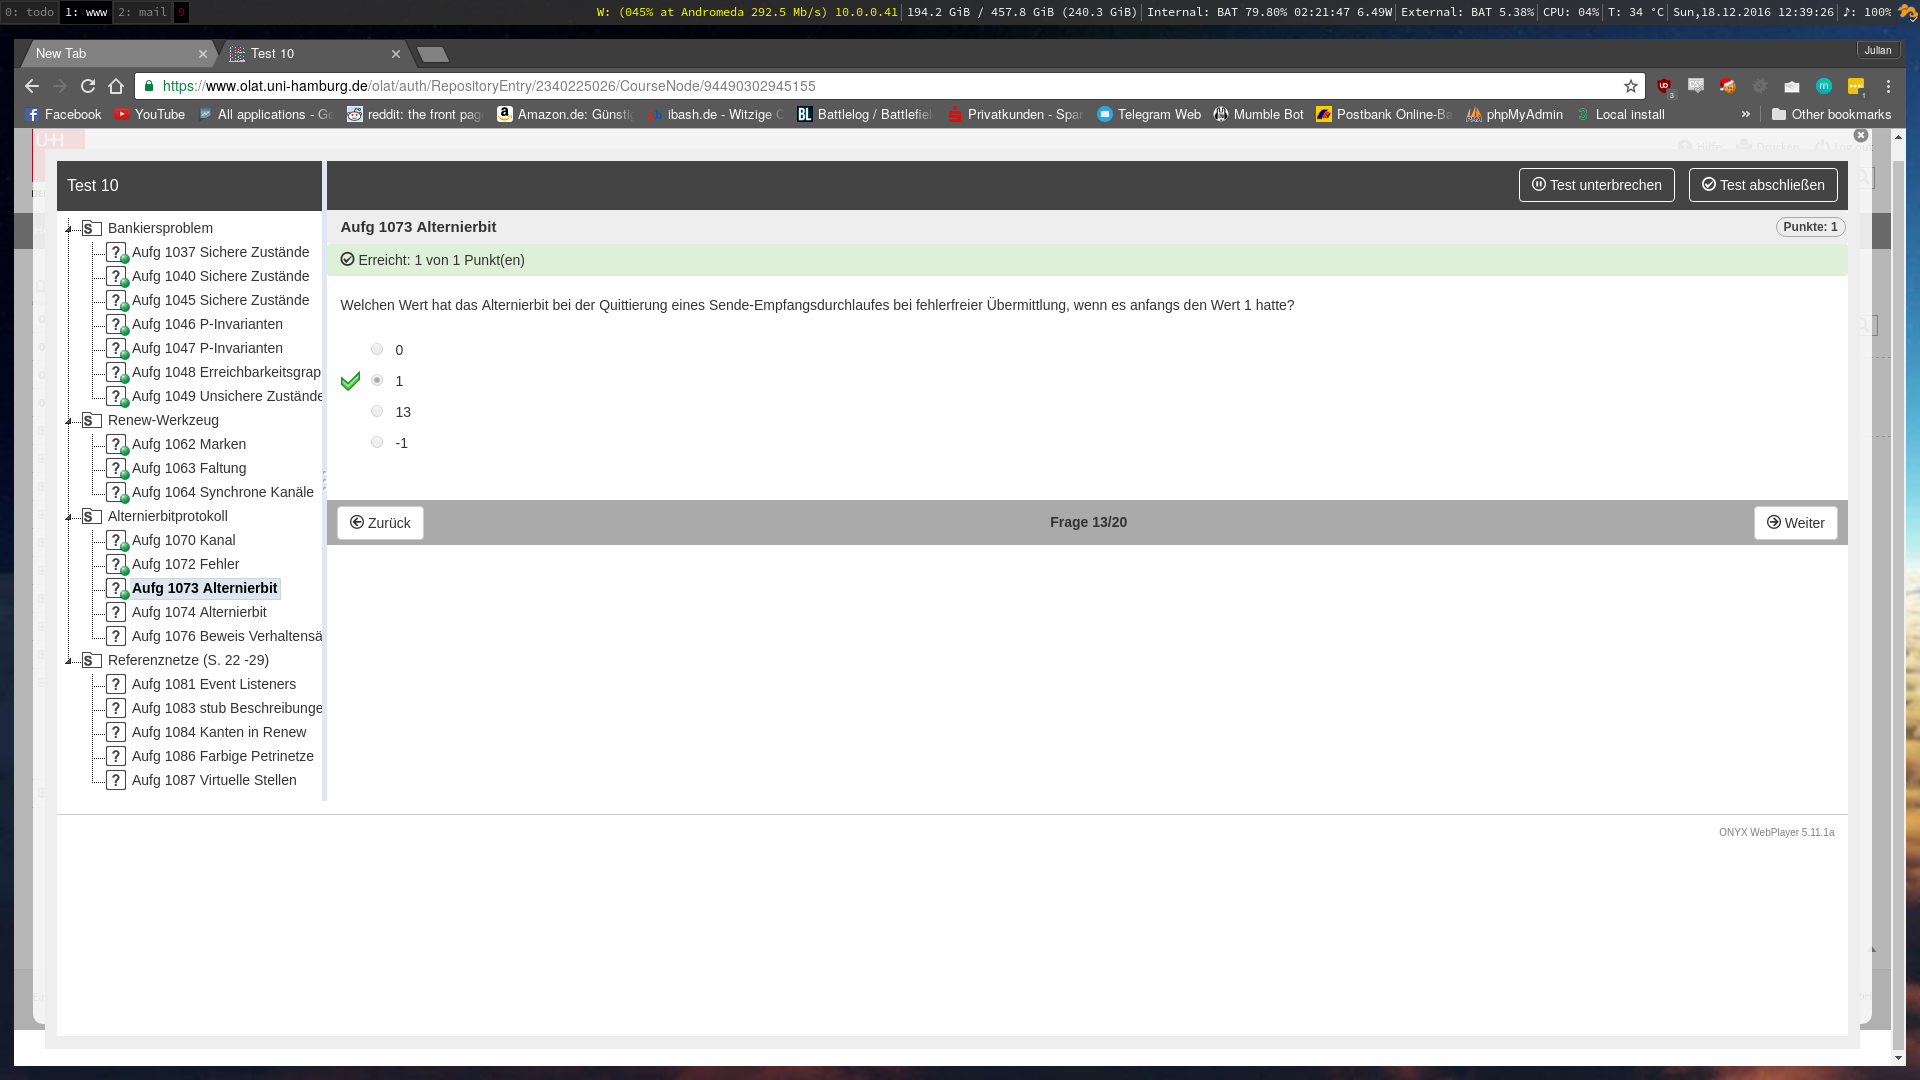 0: todo 1: www 2: mail 9 W: (045% at Andromeda 292.5 Mb/s) 10.0.0.41 194.2 GiB / 457.8 GiB (240.3 GiB) Internal: BAT 79.80% 02:21:47 6.49W External: BAT 5.38% CPU: 04% T: 34 °C Sun,18.12.2016 12:39:26 ♪: 100%
New Tab Test 10 Julian
https://www.olat.uni-hamburg.de/olat/auth/RepositoryEntry/2340225026/CourseNode/94490302945155
Facebook YouTube All applications - Go reddit: the front page Amazon.de: Günsti ibash.de - Witzige Battlelog / Battlefiel Privatkunden - Spar Telegram Web Mumble Bot Postbank Online-Ba phpMyAdmin Local install » Other bookmarks
Hilfe Drucken
Test 10 Test unterbrechen Test abschließen
Bankiersproblem
Aufg 1037 Sichere Zustände
Aufg 1040 Sichere Zustände
Aufg 1045 Sichere Zustände
Aufg 1046 P-Invarianten
Aufg 1047 P-Invarianten
Aufg 1048 Erreichbarkeitsgrap
Aufg 1049 Unsichere Zustände
Renew-Werkzeug
Aufg 1062 Marken
Aufg 1063 Faltung
Aufg 1064 Synchrone Kanäle
Alternierbitprotokoll
Aufg 1070 Kanal
Aufg 1072 Fehler
Aufg 1073 Alternierbit
Aufg 1074 Alternierbit
Aufg 1076 Beweis Verhaltensä
Referenznetze (S. 22 -29)
Aufg 1081 Event Listeners
Aufg 1083 stub Beschreibunge
Aufg 1084 Kanten in Renew
Aufg 1086 Farbige Petrinetze
Aufg 1087 Virtuelle Stellen
Aufg 1073 Alternierbit Punkte: 1
Erreicht: 1 von 1 Punkt(en)
Welchen Wert hat das Alternierbit bei der Quittierung eines Sende-Empfangsdurchlaufes bei fehlerfreier Übermittlung, wenn es anfangs den Wert 1 hatte?
0
1
13
-1
Zurück Frage 13/20 Weiter
ONYX WebPlayer 5.11.1a